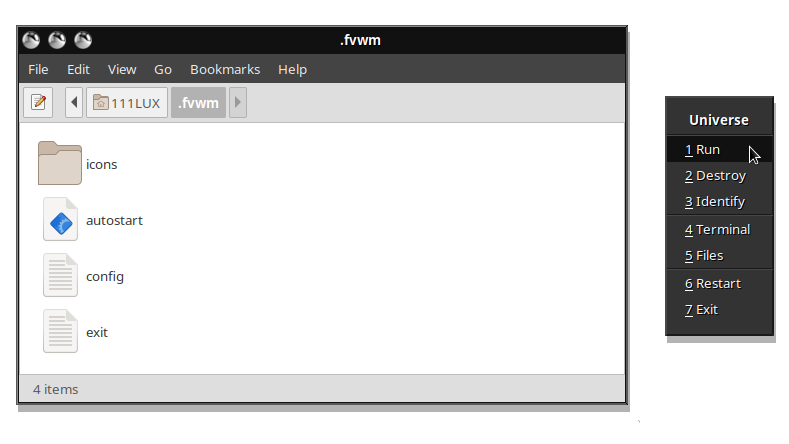 .fvwm
File Edit View Go Bookmarks Help
111LUX .fvwm
icons
autostart
config
exit
4 items
Universe
1 Run
2 Destroy
3 Identify
4 Terminal
5 Files
6 Restart
7 Exit